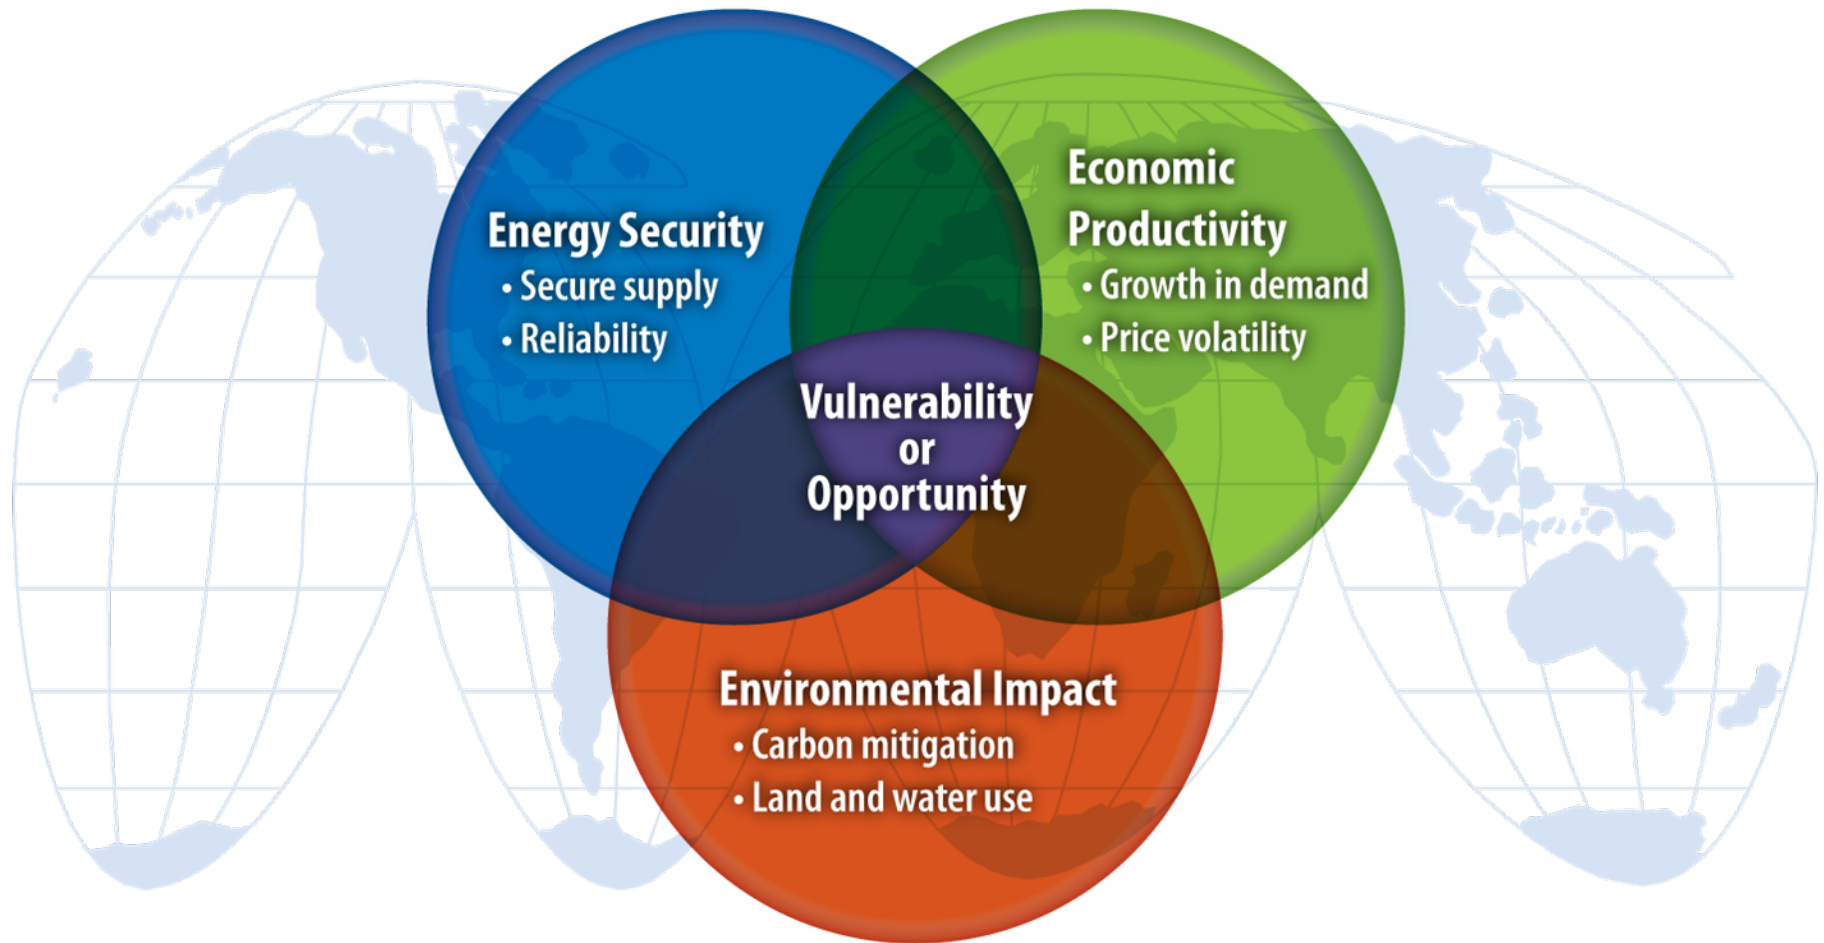 Energy Security
• Secure supply
• Reliability
Economic
Productivity
• Growth in demand
• Price volatility
Vulnerability
or
Opportunity
Environmental Impact
• Carbon mitigation
• Land and water use